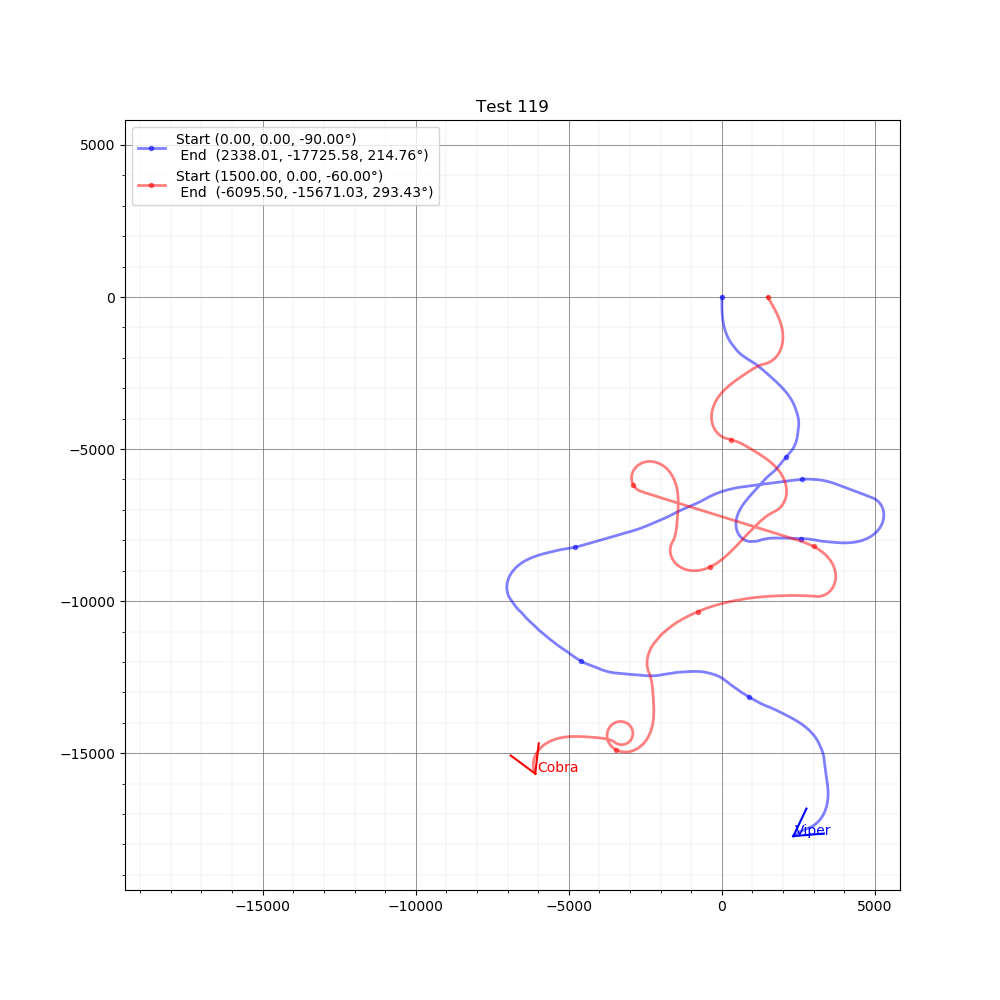 Test 119
Start (0.00, 0.00, -90.00°)
End (2338.01, -17725.58, 214.76°)
Start (1500.00, 0.00, -60.00°)
End (-6095.50, -15671.03, 293.43°)
5000
0
−5000
−10000
−15000
Cobra
Viper
−15000
−10000
−5000
0
5000